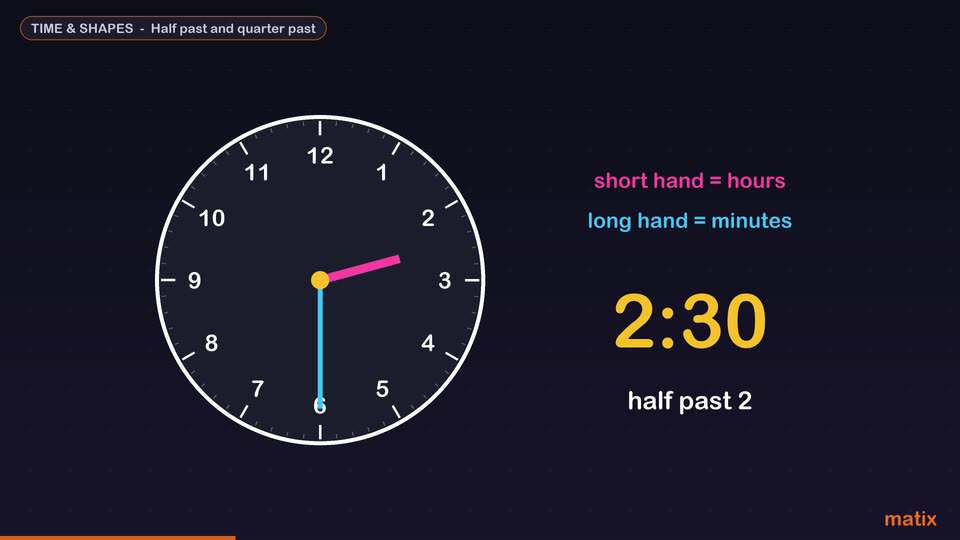 TIME & SHAPES - Half past and quarter past
12
11
1
10
2
9
3
8
4
7
5
6
short hand = hours
long hand = minutes
2:30
half past 2
matix